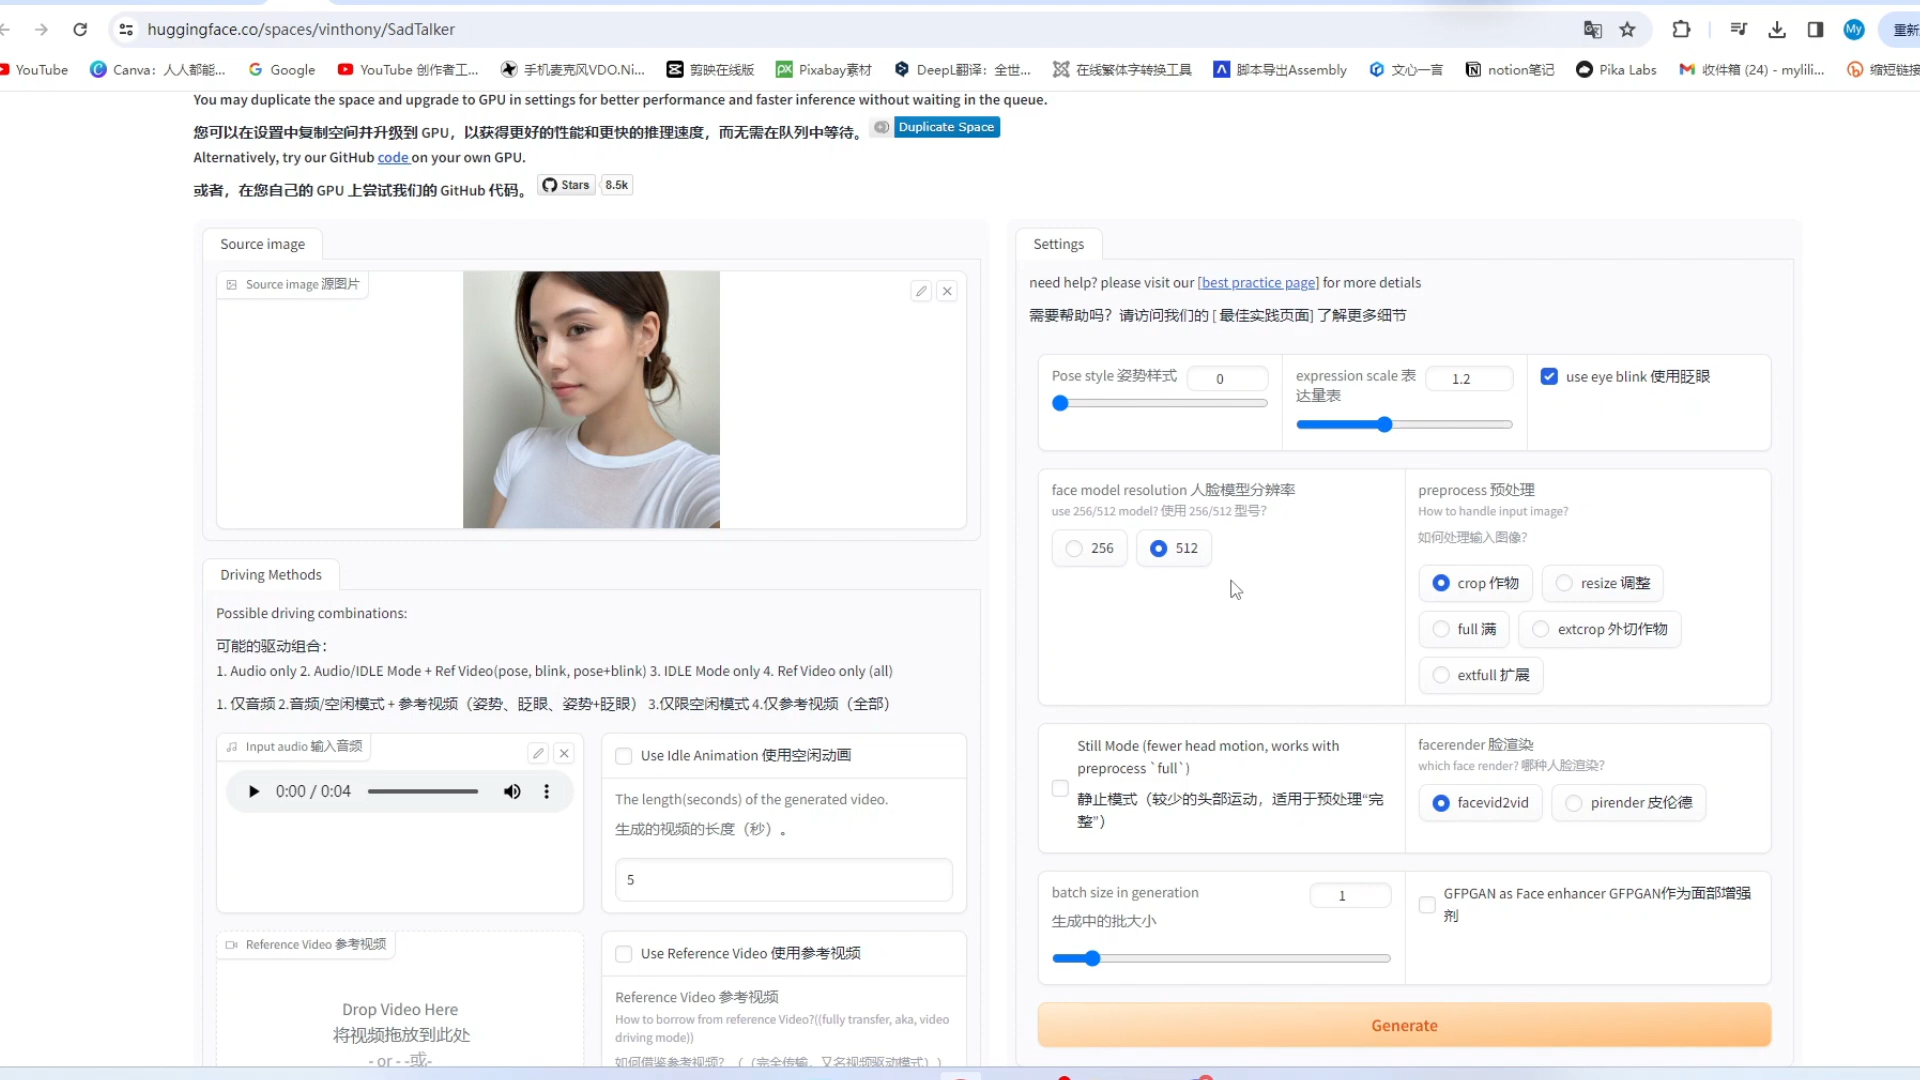 huggingface.co/spaces/vinthony/SadTalker
My
重新
YouTube
Canva：人人都能...
Google
YouTube 创作者工...
手机麦克风VDO.Ni...
剪映在线版
Pixabay素材
DeepL翻译：全世...
在线繁体字转换工具
脚本导出Assembly
文心一言
notion笔记
Pika Labs
收件箱 (24) - mylili...
缩短链接
You may duplicate the space and upgrade to GPU in settings for better performance and faster inference without waiting in the queue.
您可以在设置中复制空间并升级到 GPU，以获得更好的性能和更快的推理速度，而无需在队列中等待。 Duplicate Space
Alternatively, try our GitHub code on your own GPU.
或者，在您自己的 GPU 上尝试我们的 GitHub 代码。 Stars 8.5k
Source image
Source image 源图片
Driving Methods
Possible driving combinations:
可能的驱动组合：
1. Audio only 2. Audio/IDLE Mode + Ref Video(pose, blink, pose+blink) 3. IDLE Mode only 4. Ref Video only (all)
1. 仅音频 2.音频/空闲模式 + 参考视频（姿势、眨眼、姿势+眨眼） 3.仅限空闲模式 4.仅参考视频（全部）
Input audio 输入音频
0:00 / 0:04
Use Idle Animation 使用空闲动画
The length(seconds) of the generated video.
生成的视频的长度（秒）。
5
Reference Video 参考视频
Drop Video Here
将视频拖放到此处
- or - -或-
Use Reference Video 使用参考视频
Reference Video 参考视频
How to borrow from reference Video?((fully transfer, aka, video
driving mode))
如何借鉴参考视频？（（完全传输，又名视频驱动模式））
Settings
need help? please visit our [best practice page] for more detials
需要帮助吗？请访问我们的 [ 最佳实践页面] 了解更多细节
Pose style 姿势样式
0
expression scale 表
达量表
1.2
use eye blink 使用眨眼
face model resolution 人脸模型分辨率
use 256/512 model? 使用 256/512 型号？
256
512
preprocess 预处理
How to handle input image?
如何处理输入图像？
crop 作物
resize 调整
full 满
extcrop 外切作物
extfull 扩展
Still Mode (fewer head motion, works with
preprocess `full`)
静止模式（较少的头部运动，适用于预处理“完
整”）
facerender 脸渲染
which face render? 哪种人脸渲染？
facevid2vid
pirender 皮伦德
batch size in generation
生成中的批大小
1
GFPGAN as Face enhancer GFPGAN作为面部增强
剂
Generate